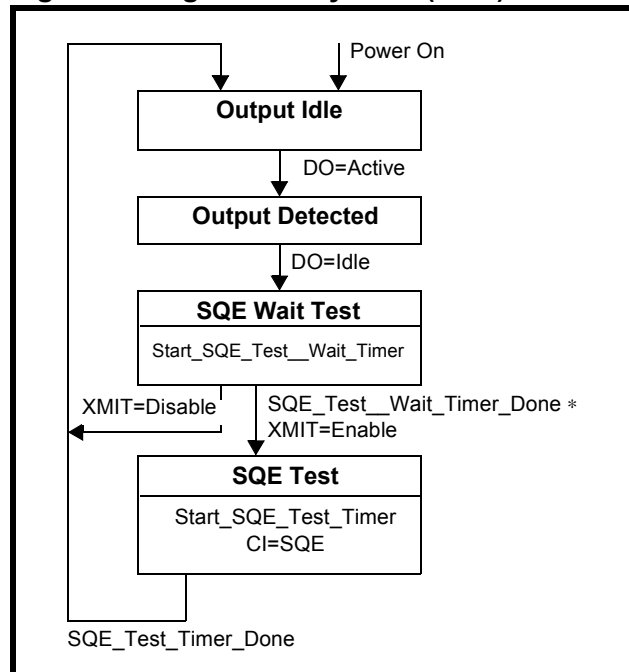 Power On
Output Idle
DO=Active
Output Detected
DO=Idle
SQE Wait Test
Start_SQE_Test__Wait_Timer
XMIT=Disable
SQE_Test__Wait_Timer_Done *
XMIT=Enable
SQE Test
Start_SQE_Test_Timer
CI=SQE
SQE_Test_Timer_Done